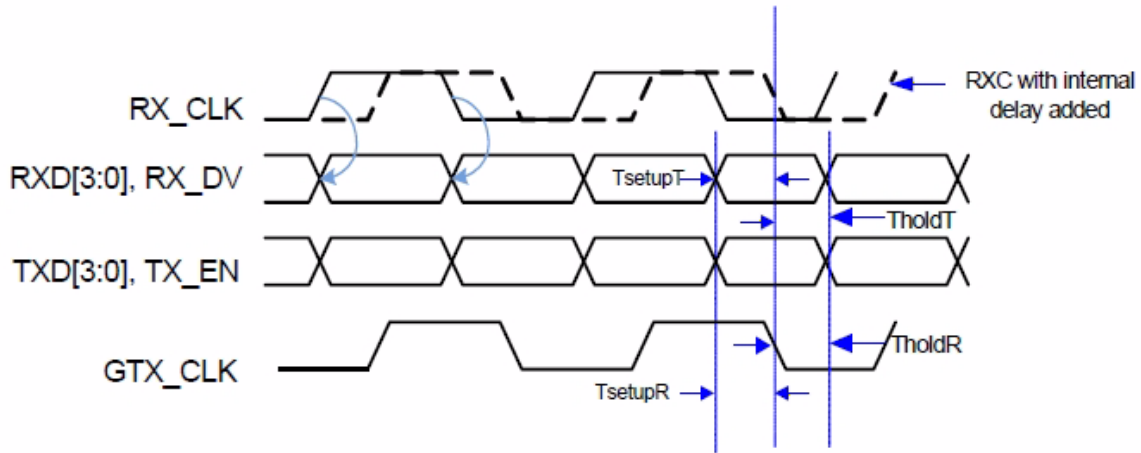 RX_CLK
RXC with internal
delay added
RXD[3:0], RX_DV
TsetupT
TholdT
TXD[3:0], TX_EN
TholdR
GTX_CLK
TsetupR